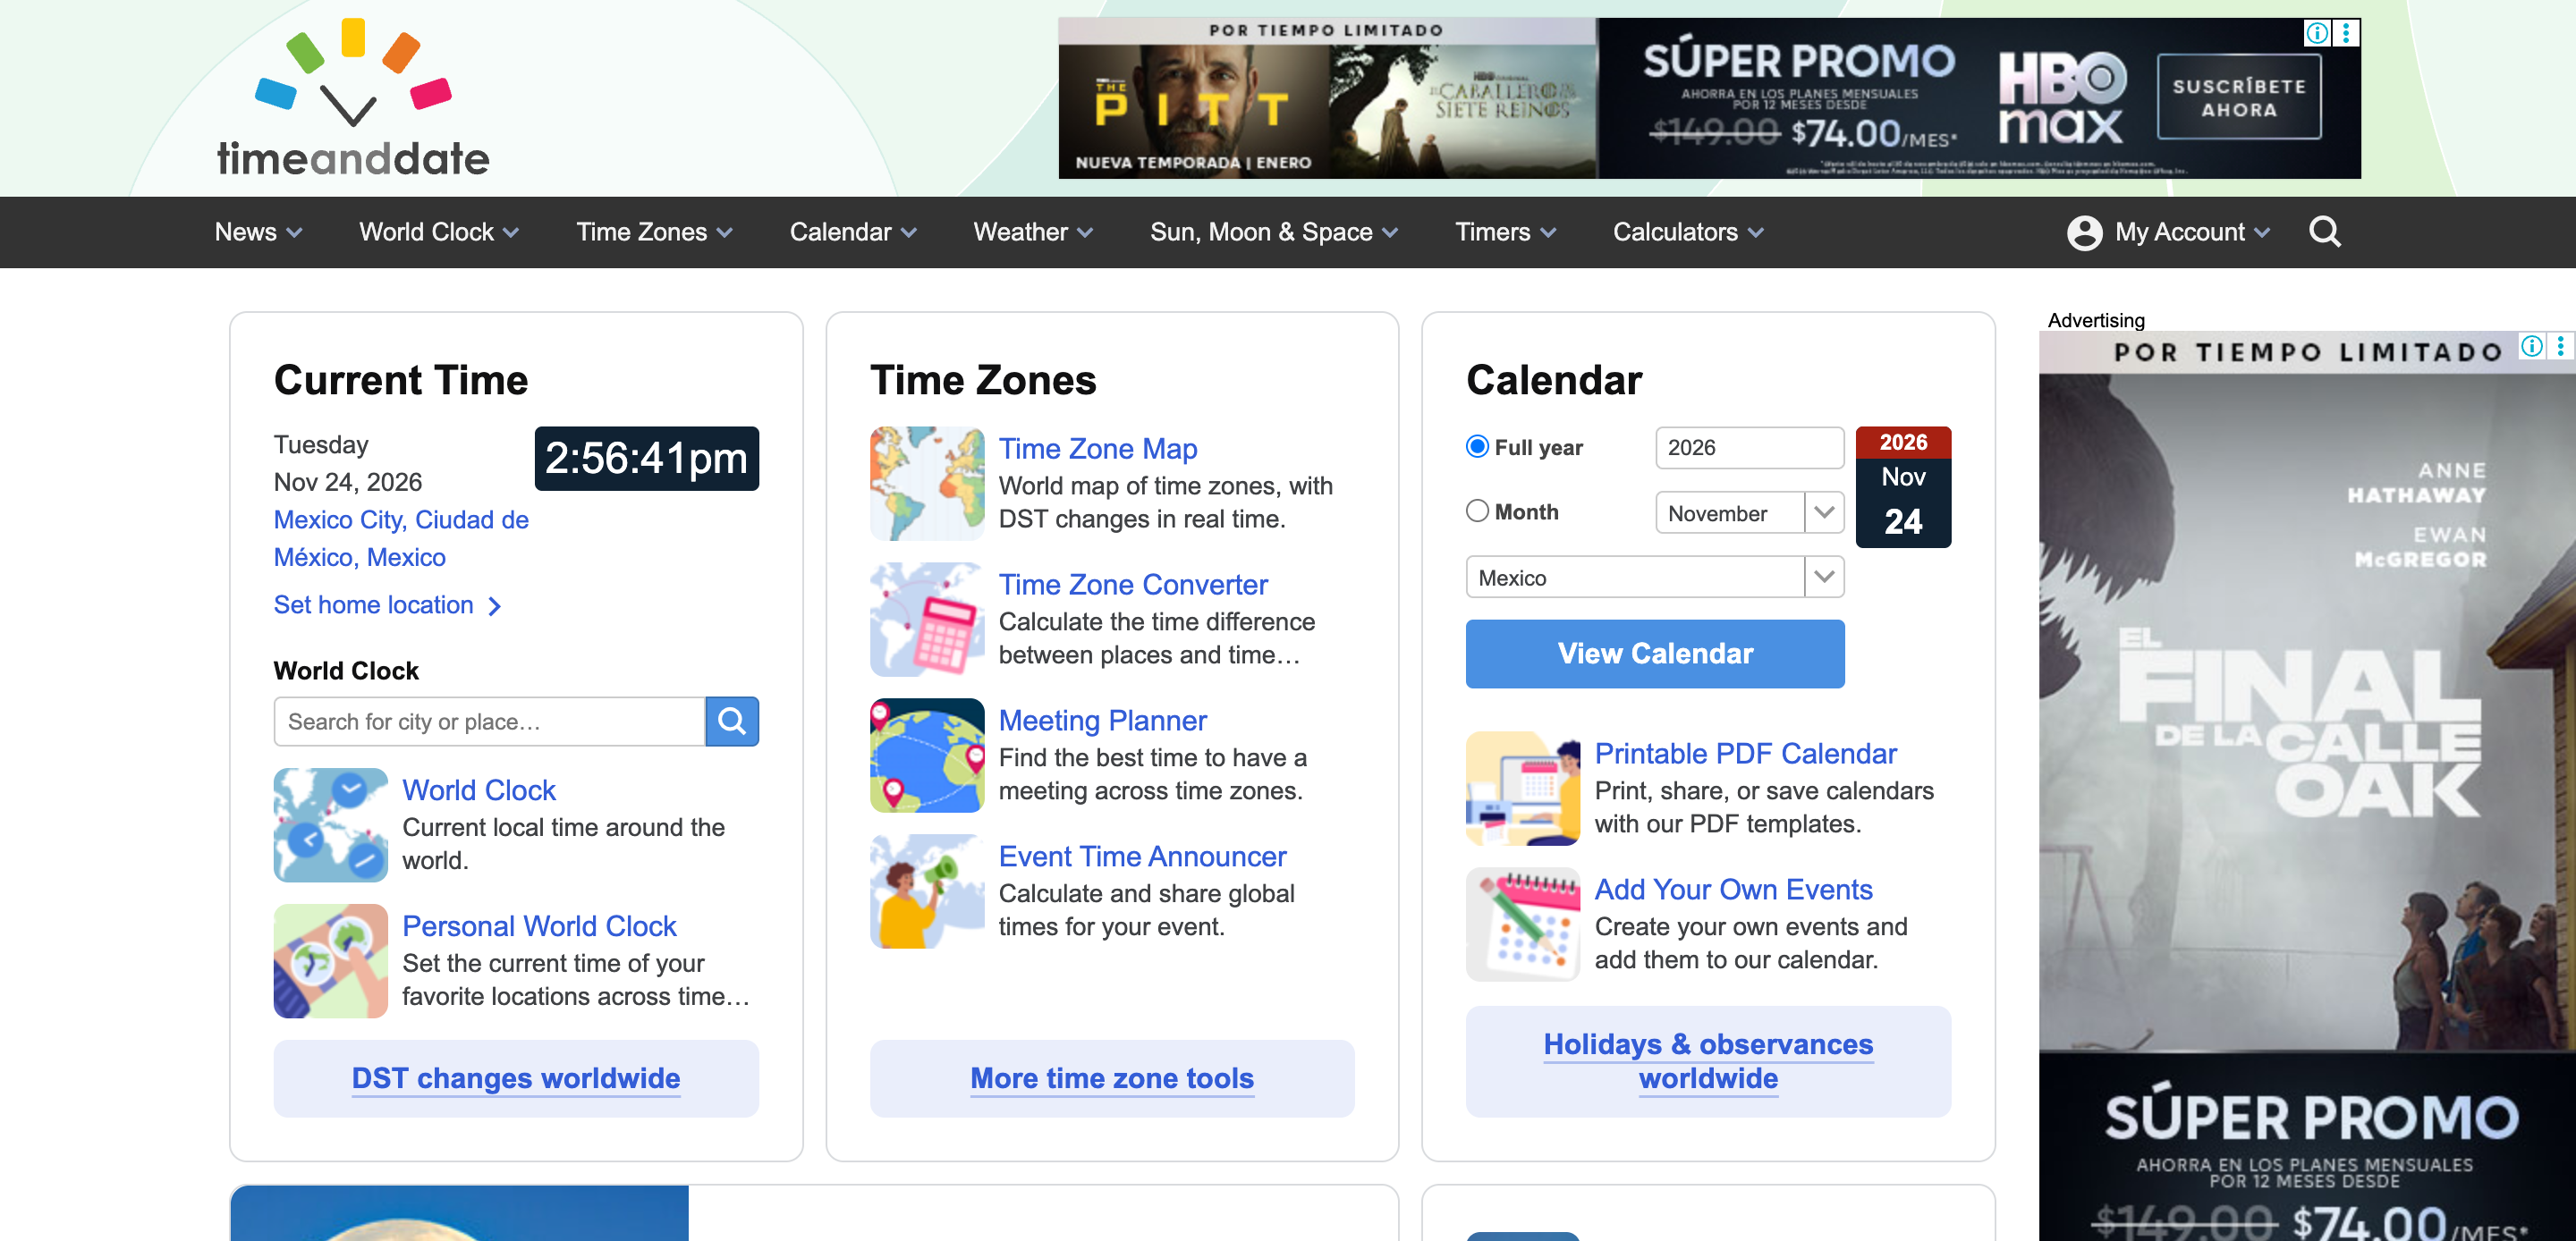 timeanddate
POR TIEMPO LIMITADO
THE
PITT
NUEVA TEMPORADA | ENERO
HBO ORIGINAL
EL CABALLERO DE LOS
SIETE REINOS
SÚPER PROMO
AHORRA EN LOS PLANES MENSUALES
POR 12 MESES DESDE
$149.00 $74.00/MES*
HBO
max
SUSCRÍBETE
AHORA
News
World Clock
Time Zones
Calendar
Weather
Sun, Moon & Space
Timers
Calculators
My Account
Current Time
Tuesday
Nov 24, 2026
2:56:41pm
Mexico City, Ciudad de
México, Mexico
Set home location
World Clock
Search for city or place…
World Clock
Current local time around the
world.
Personal World Clock
Set the current time of your
favorite locations across time…
DST changes worldwide
Time Zones
Time Zone Map
World map of time zones, with
DST changes in real time.
Time Zone Converter
Calculate the time difference
between places and time…
Meeting Planner
Find the best time to have a
meeting across time zones.
Event Time Announcer
Calculate and share global
times for your event.
More time zone tools
Calendar
Full year
2026
Month
November
Mexico
2026
Nov
24
View Calendar
Printable PDF Calendar
Print, share, or save calendars
with our PDF templates.
Add Your Own Events
Create your own events and
add them to our calendar.
Holidays & observances
worldwide
Advertising
POR TIEMPO LIMITADO
ANNE
HATHAWAY
EWAN
McGREGOR
EL
FINAL
DE LA CALLE
OAK
SÚPER PROMO
AHORRA EN LOS PLANES MENSUALES
POR 12 MESES DESDE
$149.00 $74.00/MES*